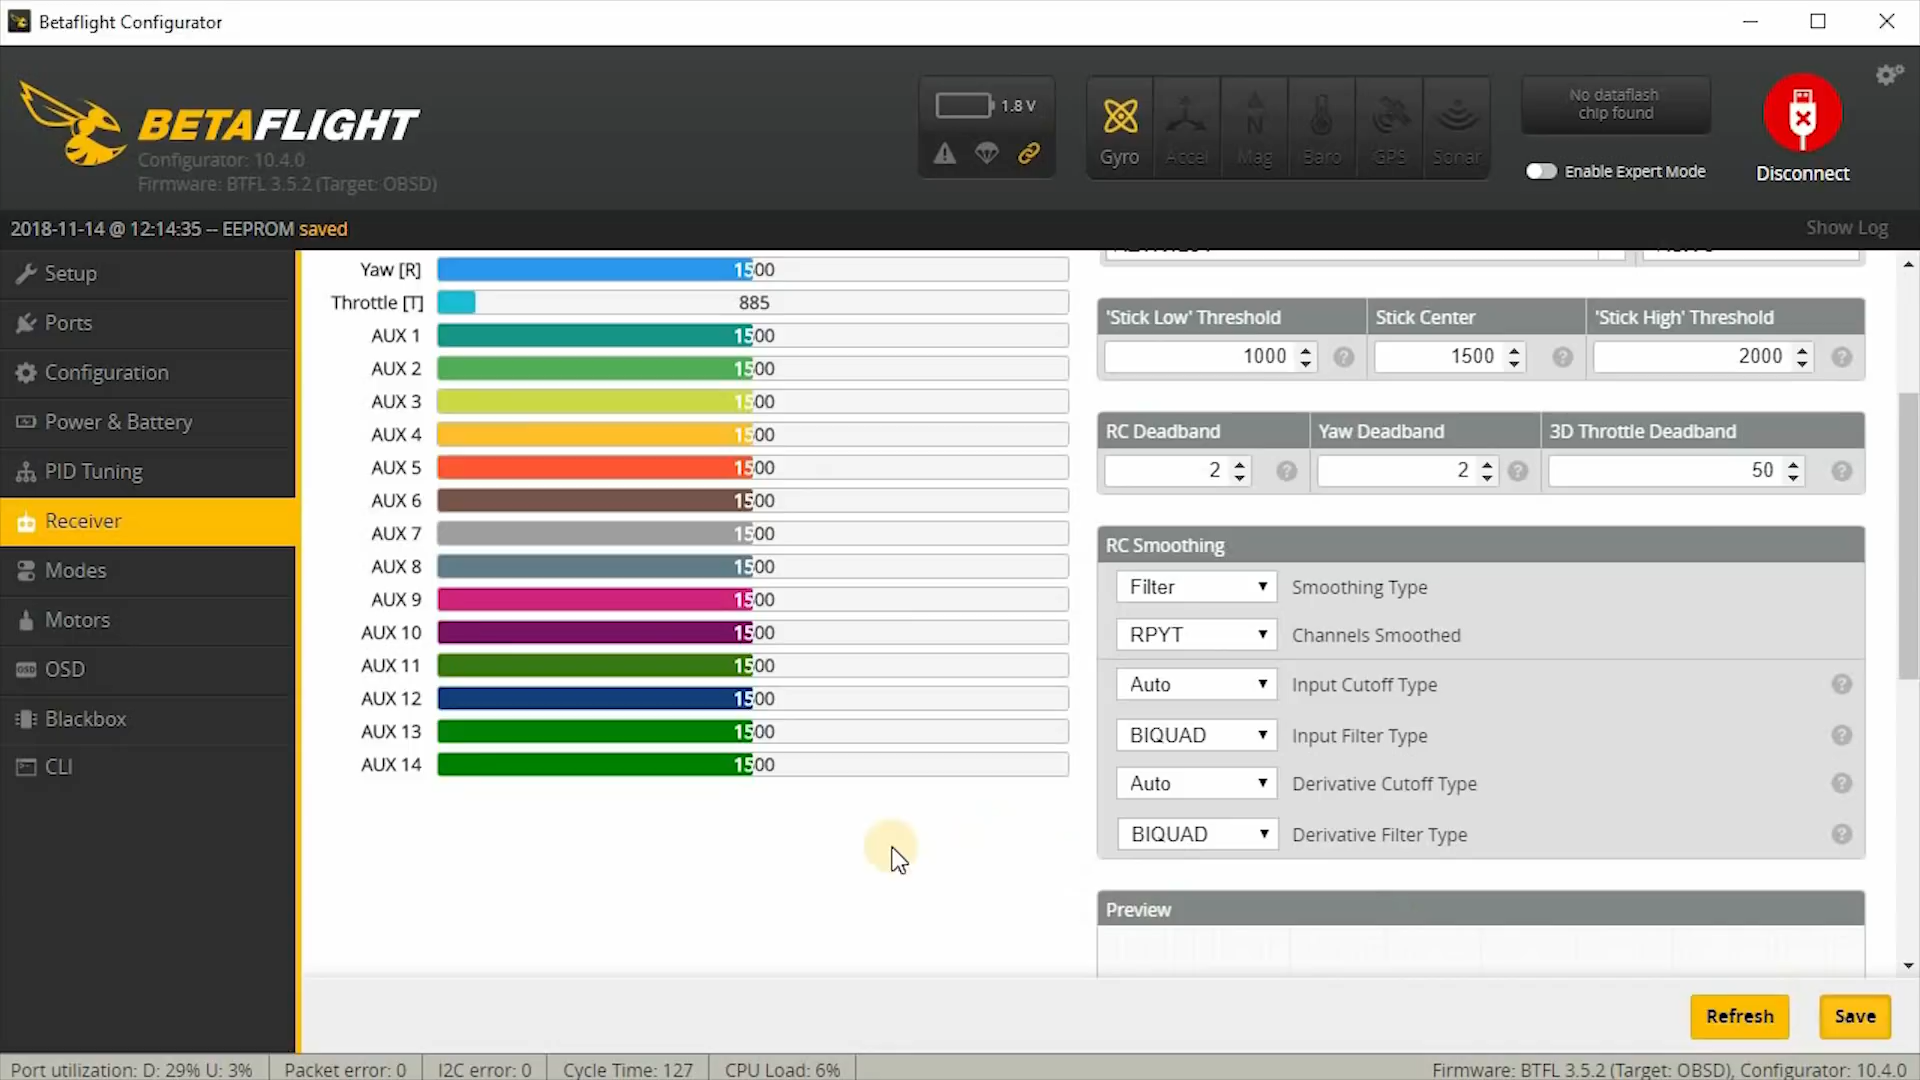 Betaflight Configurator
BETAFLIGHT
Configurator: 10.4.0
Firmware: BTFL 3.5.2 (Target: OBSD)
1.8 V
Gyro
Accel
Mag
Baro
GPS
Sonar
No dataflash
chip found
Enable Expert Mode
Disconnect
2018-11-14 @ 12:14:35 -- EEPROM saved
Show Log
Setup
Ports
Configuration
Power & Battery
PID Tuning
Receiver
Modes
Motors
OSD
Blackbox
CLI
Yaw [R] 1500
Throttle [T] 885
AUX 1 1500
AUX 2 1500
AUX 3 1500
AUX 4 1500
AUX 5 1500
AUX 6 1500
AUX 7 1500
AUX 8 1500
AUX 9 1500
AUX 10 1500
AUX 11 1500
AUX 12 1500
AUX 13 1500
AUX 14 1500
'Stick Low' Threshold Stick Center 'Stick High' Threshold
1000 1500 2000
RC Deadband Yaw Deadband 3D Throttle Deadband
2 2 50
RC Smoothing
Filter Smoothing Type
RPYT Channels Smoothed
Auto Input Cutoff Type
BIQUAD Input Filter Type
Auto Derivative Cutoff Type
BIQUAD Derivative Filter Type
Preview
Refresh Save
Port utilization: D: 29% U: 3% Packet error: 0 I2C error: 0 Cycle Time: 127 CPU Load: 6% Firmware: BTFL 3.5.2 (Target: OBSD), Configurator: 10.4.0